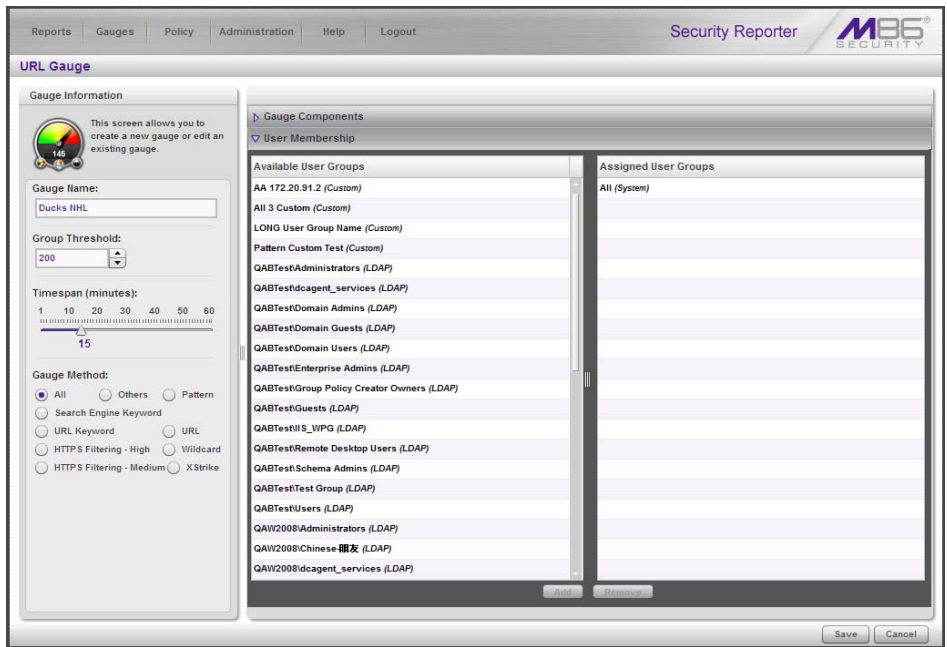 Reports Gauges Policy Administration Help Logout
Security Reporter
M86®
SECURITY
URL Gauge
Gauge Information
145
This screen allows you to
create a new gauge or edit an
existing gauge.
Gauge Name:
Ducks NHL
Group Threshold:
200
Timespan (minutes):
1 10 20 30 40 50 60
15
Gauge Method:
All Others Pattern
Search Engine Keyword
URL Keyword URL
HTTPS Filtering - High Wildcard
HTTPS Filtering - Medium XStrike
Gauge Components
User Membership
Available User Groups
AA 172.20.91.2 (Custom)
All 3 Custom (Custom)
LONG User Group Name (Custom)
Pattern Custom Test (Custom)
QABTest\Administrators (LDAP)
QABTest\dcagent_services (LDAP)
QABTest\Domain Admins (LDAP)
QABTest\Domain Guests (LDAP)
QABTest\Domain Users (LDAP)
QABTest\Enterprise Admins (LDAP)
QABTest\Group Policy Creator Owners (LDAP)
QABTest\Guests (LDAP)
QABTest\IIS_WPG (LDAP)
QABTest\Remote Desktop Users (LDAP)
QABTest\Schema Admins (LDAP)
QABTest\Test Group (LDAP)
QABTest\Users (LDAP)
QAW2008\Administrators (LDAP)
QAW2008\Chinese-朋友 (LDAP)
QAW2008\dcagent_services (LDAP)
Assigned User Groups
All (System)
Add Remove
Save Cancel